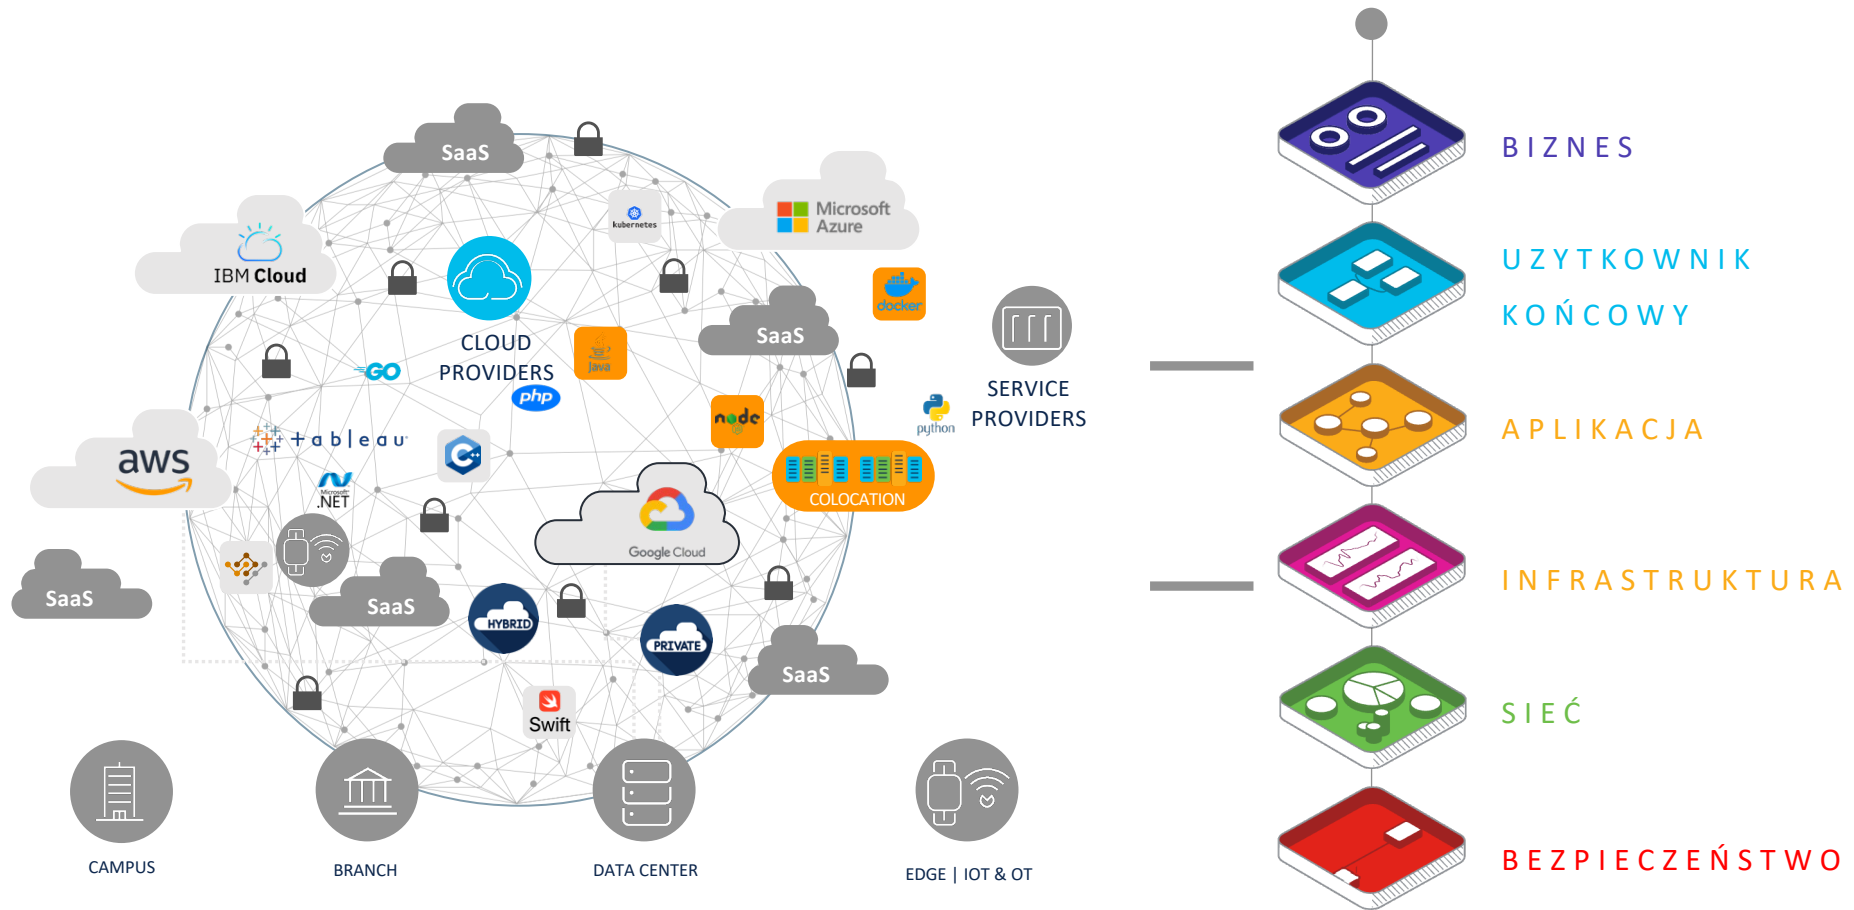 SaaS
Microsoft
Azure
kubernetes
IBM Cloud
docker
SaaS
CLOUD
PROVIDERS
Java
GO
php
SERVICE
PROVIDERS
node
python
+ableau
aws
C++
COLOCATION
Microsoft
.NET
Google Cloud
SaaS
SaaS
HYBRID
PRIVATE
SaaS
Swift
CAMPUS
BRANCH
DATA CENTER
EDGE | IOT & OT
BIZNES
UZYTKOWNIK
KOŃCOWY
APLIKACJA
INFRASTRUKTURA
SIEĆ
BEZPIECZEŃSTWO